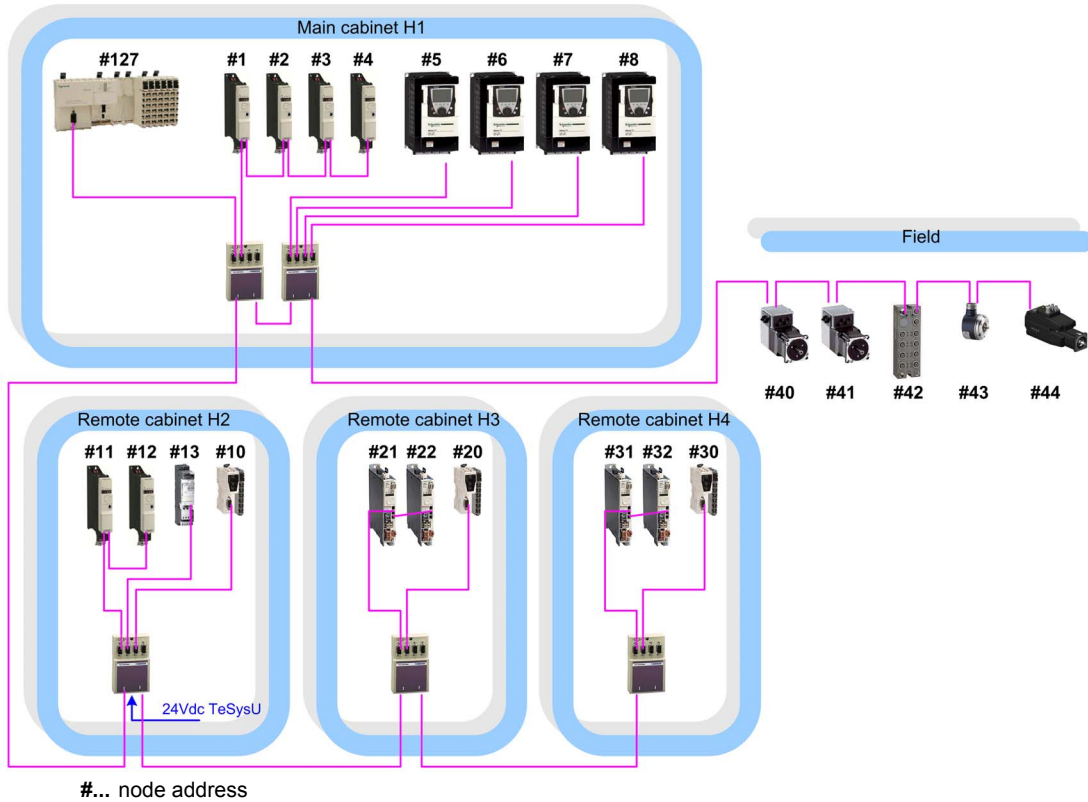 Main cabinet H1
#127
#1 #2 #3 #4 #5 #6 #7 #8
Field
#40 #41 #42 #43 #44
Remote cabinet H2
#11 #12 #13 #10
24Vdc TeSysU
Remote cabinet H3
#21 #22 #20
Remote cabinet H4
#31 #32 #30
#... node address